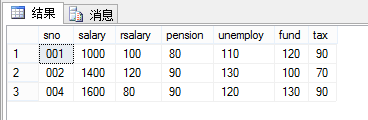 结果 消息
sno salary rsalary pension unemploy fund tax
1 001 1000 100 80 110 120 90
2 002 1400 120 90 130 100 70
3 004 1600 80 90 120 130 90